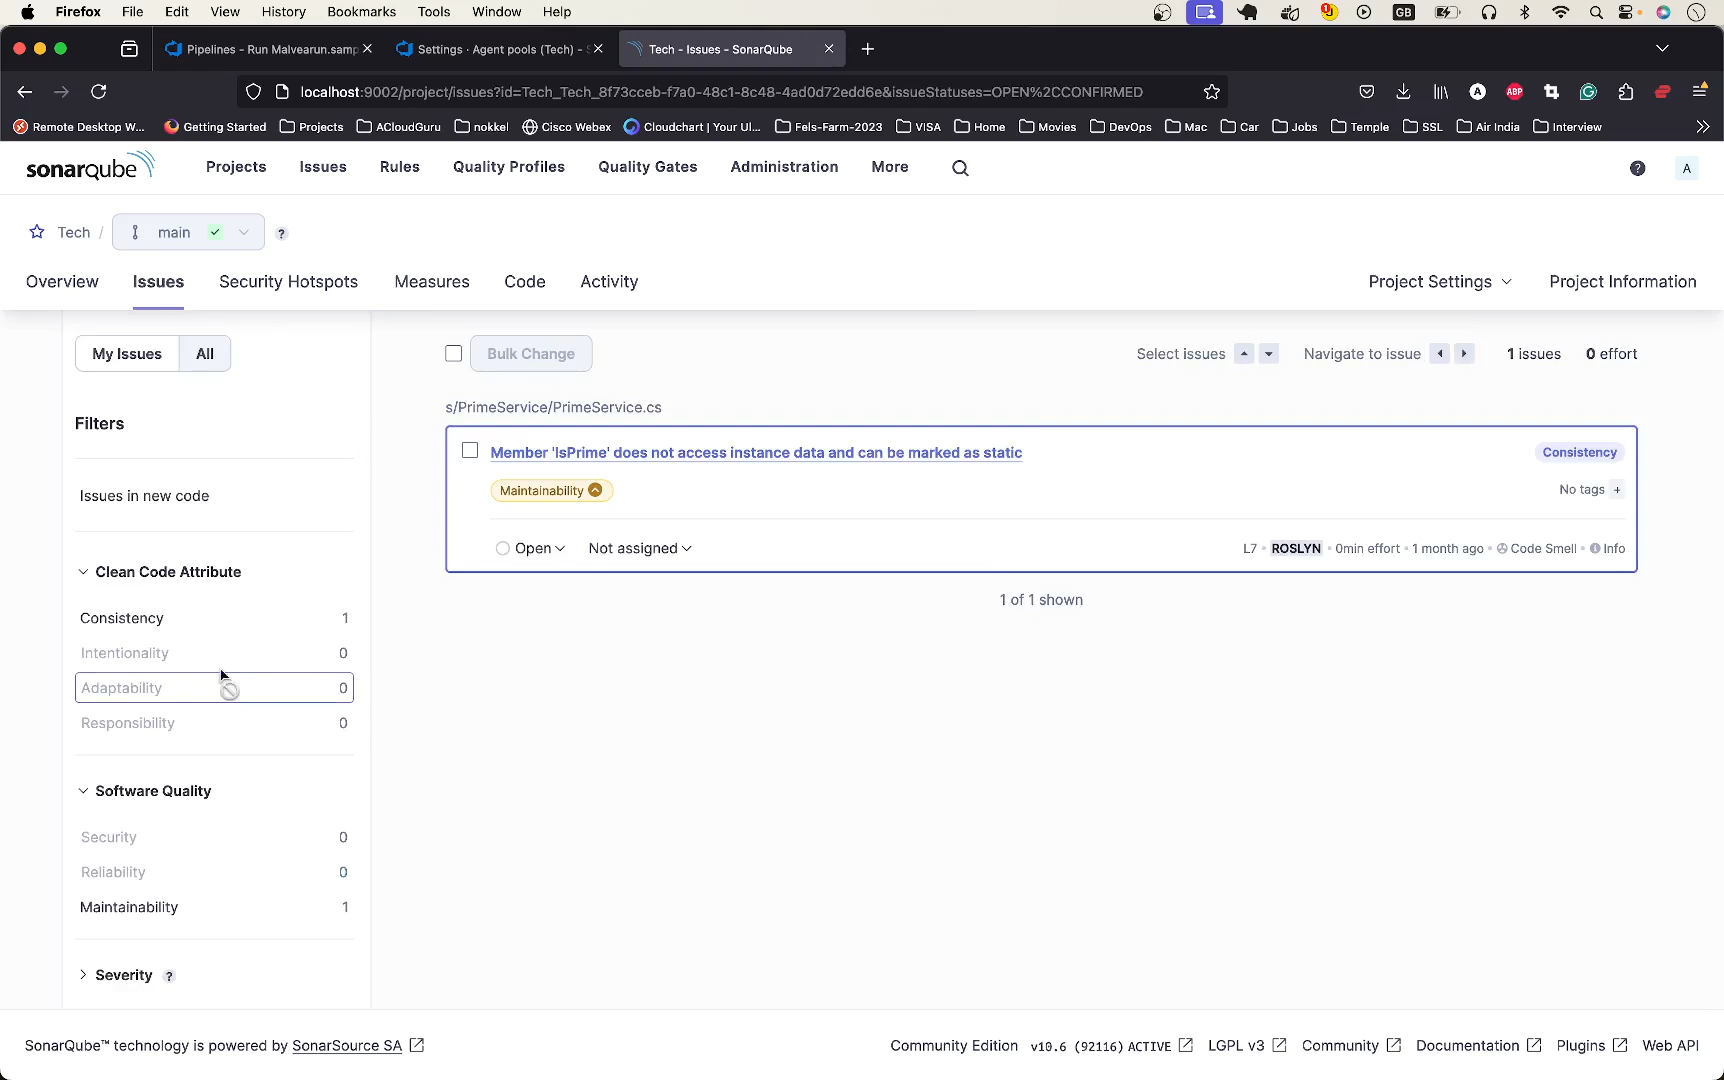 Firefox File Edit View History Bookmarks Tools Window Help GB
Pipelines - Run Malvearun.samp Settings · Agent pools (Tech) - Tech - Issues - SonarQube
localhost:9002/project/issues?id=Tech_Tech_8f73cceb-f7a0-48c1-8c48-4ad0d72edd6e&issueStatuses=OPEN%2CCONFIRMED ABP
Remote Desktop W... Getting Started Projects ACloudGuru nokkel Cisco Webex Cloudchart | Your UI... Fels-Farm-2023 VISA Home Movies DevOps Mac Car Jobs Temple SSL Air India Interview
sonarqube Projects Issues Rules Quality Profiles Quality Gates Administration More ? A
Tech / main ?
Overview Issues Security Hotspots Measures Code Activity Project Settings Project Information
My Issues All Bulk Change Select issues Navigate to issue 1 issues 0 effort
Filters
s/PrimeService/PrimeService.cs
Member 'IsPrime' does not access instance data and can be marked as static Consistency
Maintainability No tags +
Open Not assigned L7 • ROSLYN • 0min effort • 1 month ago • Code Smell • Info
1 of 1 shown
Issues in new code
Clean Code Attribute
Consistency 1
Intentionality 0
Adaptability 0
Responsibility 0
Software Quality
Security 0
Reliability 0
Maintainability 1
Severity ?
SonarQube™ technology is powered by SonarSource SA Community Edition v10.6 (92116) ACTIVE LGPL v3 Community Documentation Plugins Web API